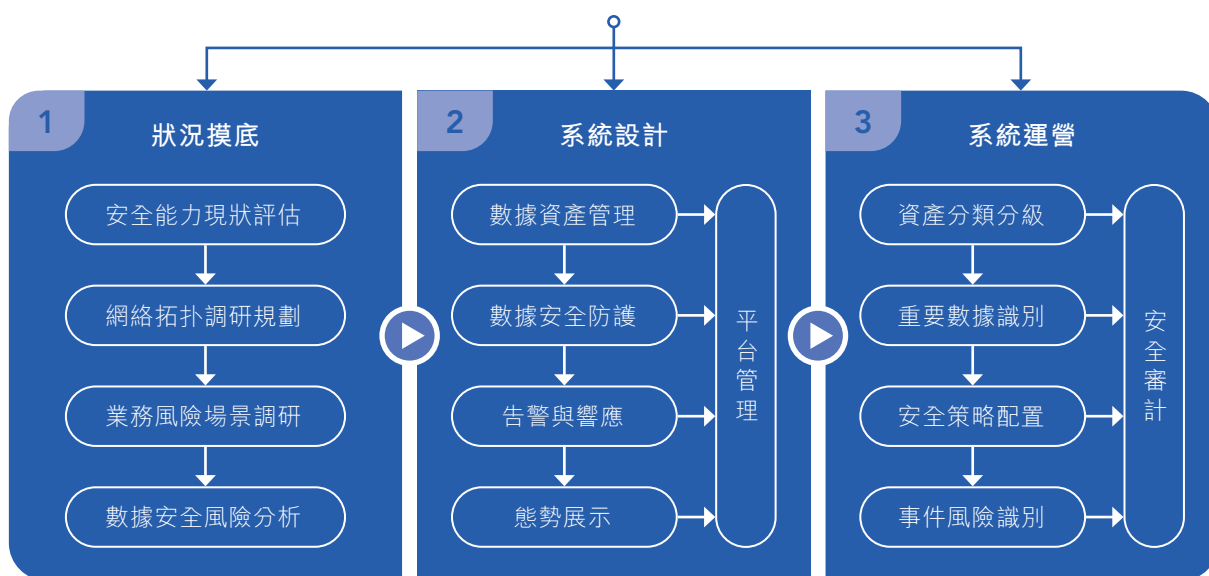 1
狀況摸底
安全能力現狀評估
網絡拓扑調研規劃
業務風險場景調研
數據安全風險分析
2
系統設計
數據資產管理
數據安全防護
告警與響應
態勢展示
平台管理
3
系統運營
資產分類分級
重要數據識別
安全策略配置
事件風險識別
安全審計